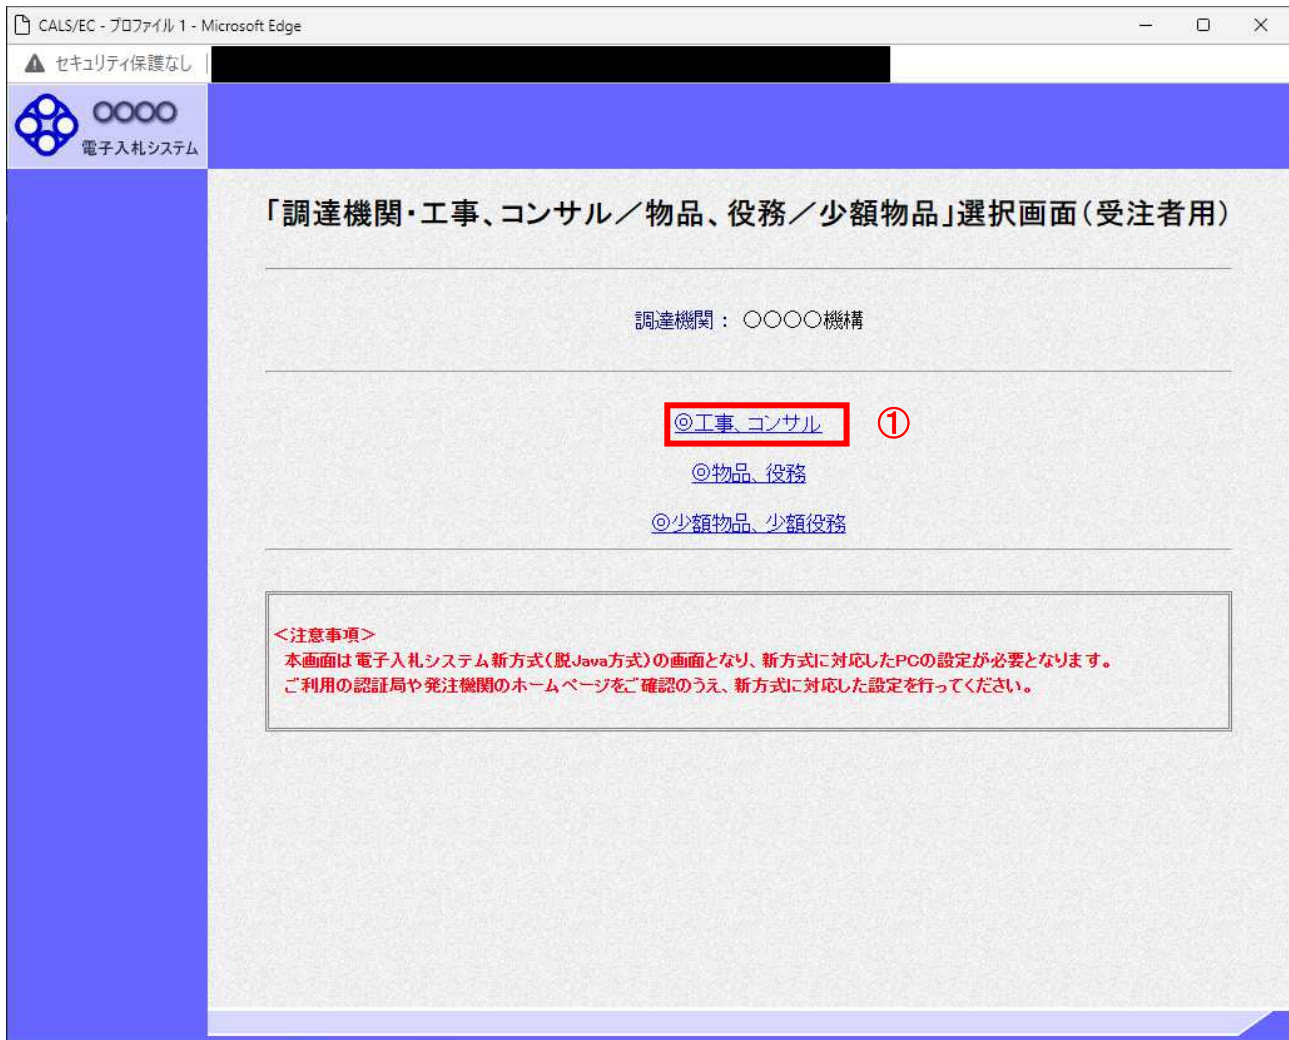 CALS/EC - プロファイル 1 - Microsoft Edge
セキュリティ保護なし
○○○○
電子入札システム
「調達機関・工事、コンサル／物品、役務／少額物品」選択画面（受注者用）
調達機関： ○○○○機構
◎工事、コンサル ①
◎物品、役務
◎少額物品、少額役務
＜注意事項＞
本画面は電子入札システム新方式（脱Java方式）の画面となり、新方式に対応したPCの設定が必要となります。
ご利用の認証局や発注機関のホームページをご確認のうえ、新方式に対応した設定を行ってください。